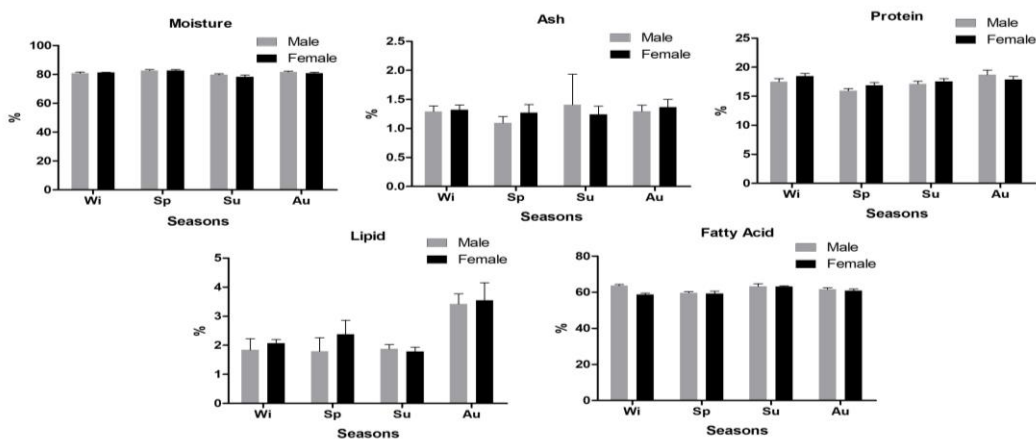 Moisture
Male
Female
100
80
60
40
20
0
%
Wi Sp Su Au
Seasons
Ash
Male
Female
2.5
2.0
1.5
1.0
0.5
0.0
%
Wi Sp Su Au
Seasons
Protein
Male
Female
25
20
15
10
5
0
%
Wi Sp Su Au
Seasons
Lipid
Male
Female
5
4
3
2
1
0
%
Wi Sp Su Au
Seasons
Fatty Acid
Male
Female
80
60
40
20
0
%
Wi Sp Su Au
Seasons